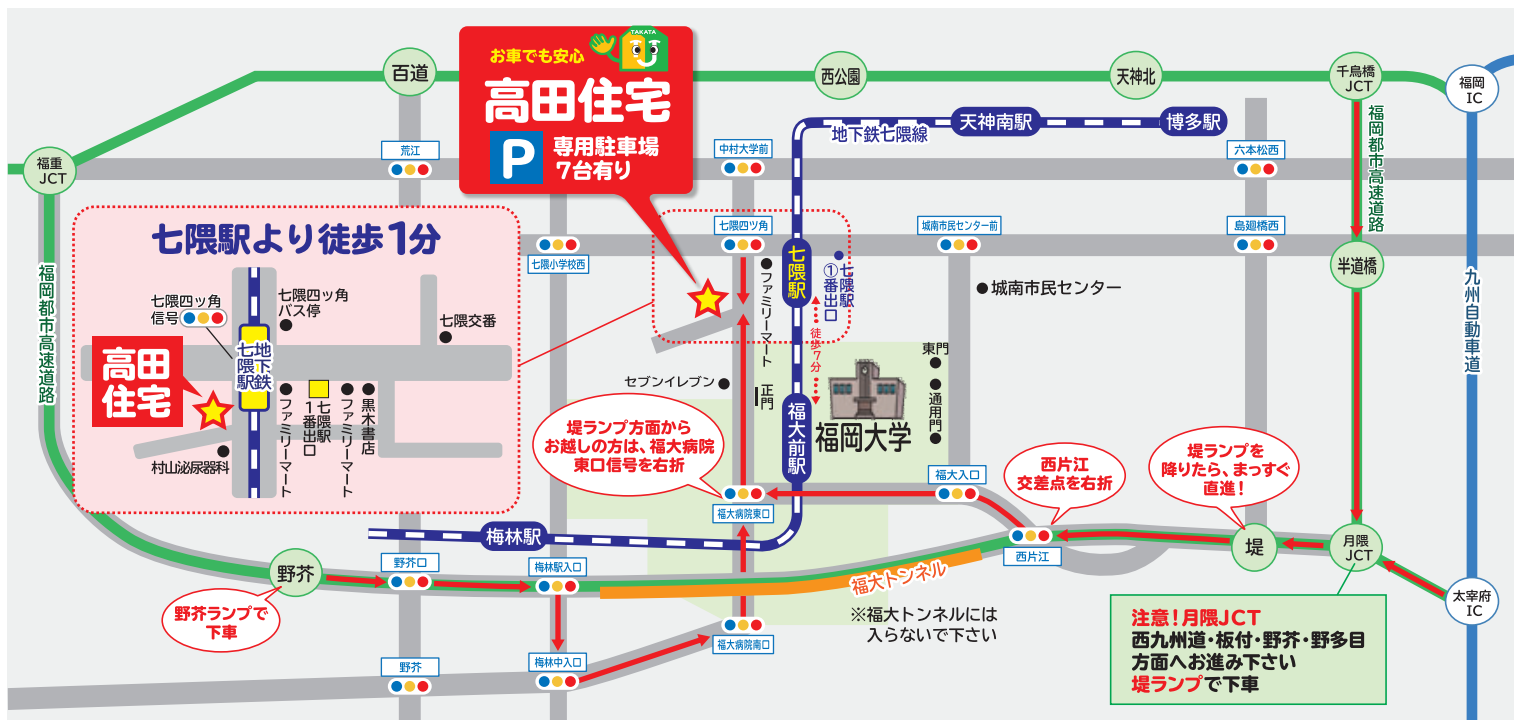 百道
お車でも安心
TAKATA
高田住宅
P
専用駐車場
7台有り
西公園
天神北
千鳥橋
JCT
福岡
IC
福岡都市高速道路
地下鉄七隈線
天神南駅
博多駅
荒江
中村大学前
六本松西
福重
JCT
七隈駅より徒歩1分
七隈小学校西
七隈四ツ角
城南市民センター前
島廻橋西
半道橋
九州自動車道
福岡都市高速道路
七隈四ッ角
信号
七隈四ッ角
バス停
七隈交番
高田
住宅
地下鉄
七隈駅
ファミリーマート
七隈駅
1番出口
ファミリーマート
黒木書店
村山泌尿器科
ファミリーマート
七隈駅
七隈駅
①番出口
徒歩7分
城南市民センター
セブンイレブン
正門
福大前駅
福岡大学
東門
通用門
堤ランプ方面から
お越しの方は、福大病院
東口信号を右折
福大病院東口
福大入口
西片江
交差点を右折
堤ランプを
降りたら、まっすぐ
直進!
西片江
堤
月隈
JCT
太宰府
IC
梅林駅
野芥
野芥口
梅林駅入口
福大トンネル
野芥ランプで
下車
※福大トンネルには
入らないで下さい
福大病院南口
野芥
梅林中入口
注意!月隈JCT
西九州道・板付・野芥・野多目
方面へお進み下さい
堤ランプで下車